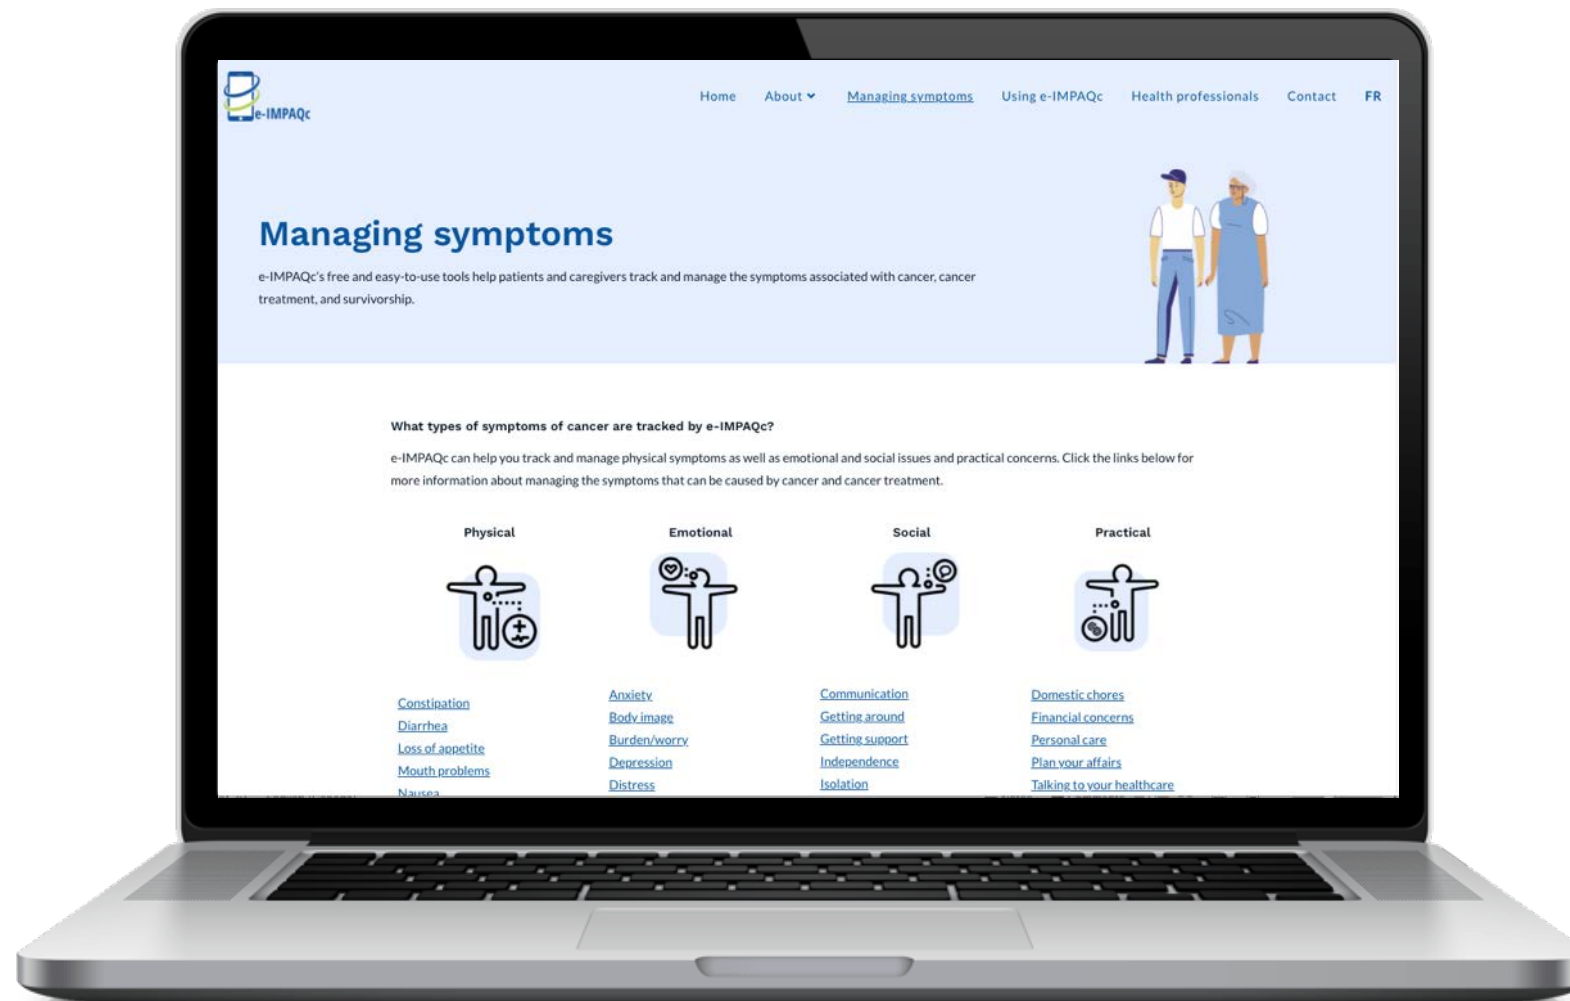 e-IMPAQc
Home About Managing symptoms Using e-IMPAQc Health professionals Contact FR
Managing symptoms
e-IMPAQc's free and easy-to-use tools help patients and caregivers track and manage the symptoms associated with cancer, cancer
treatment, and survivorship.
What types of symptoms of cancer are tracked by e-IMPAQc?
e-IMPAQc can help you track and manage physical symptoms as well as emotional and social issues and practical concerns. Click the links below for
more information about managing the symptoms that can be caused by cancer and cancer treatment.
Physical
Constipation
Diarrhea
Loss of appetite
Mouth problems
Nausea
Emotional
Anxiety
Body image
Burden/worry
Depression
Distress
Social
Communication
Getting around
Getting support
Independence
Isolation
Practical
Domestic chores
Financial concerns
Personal care
Plan your affairs
Talking to your healthcare